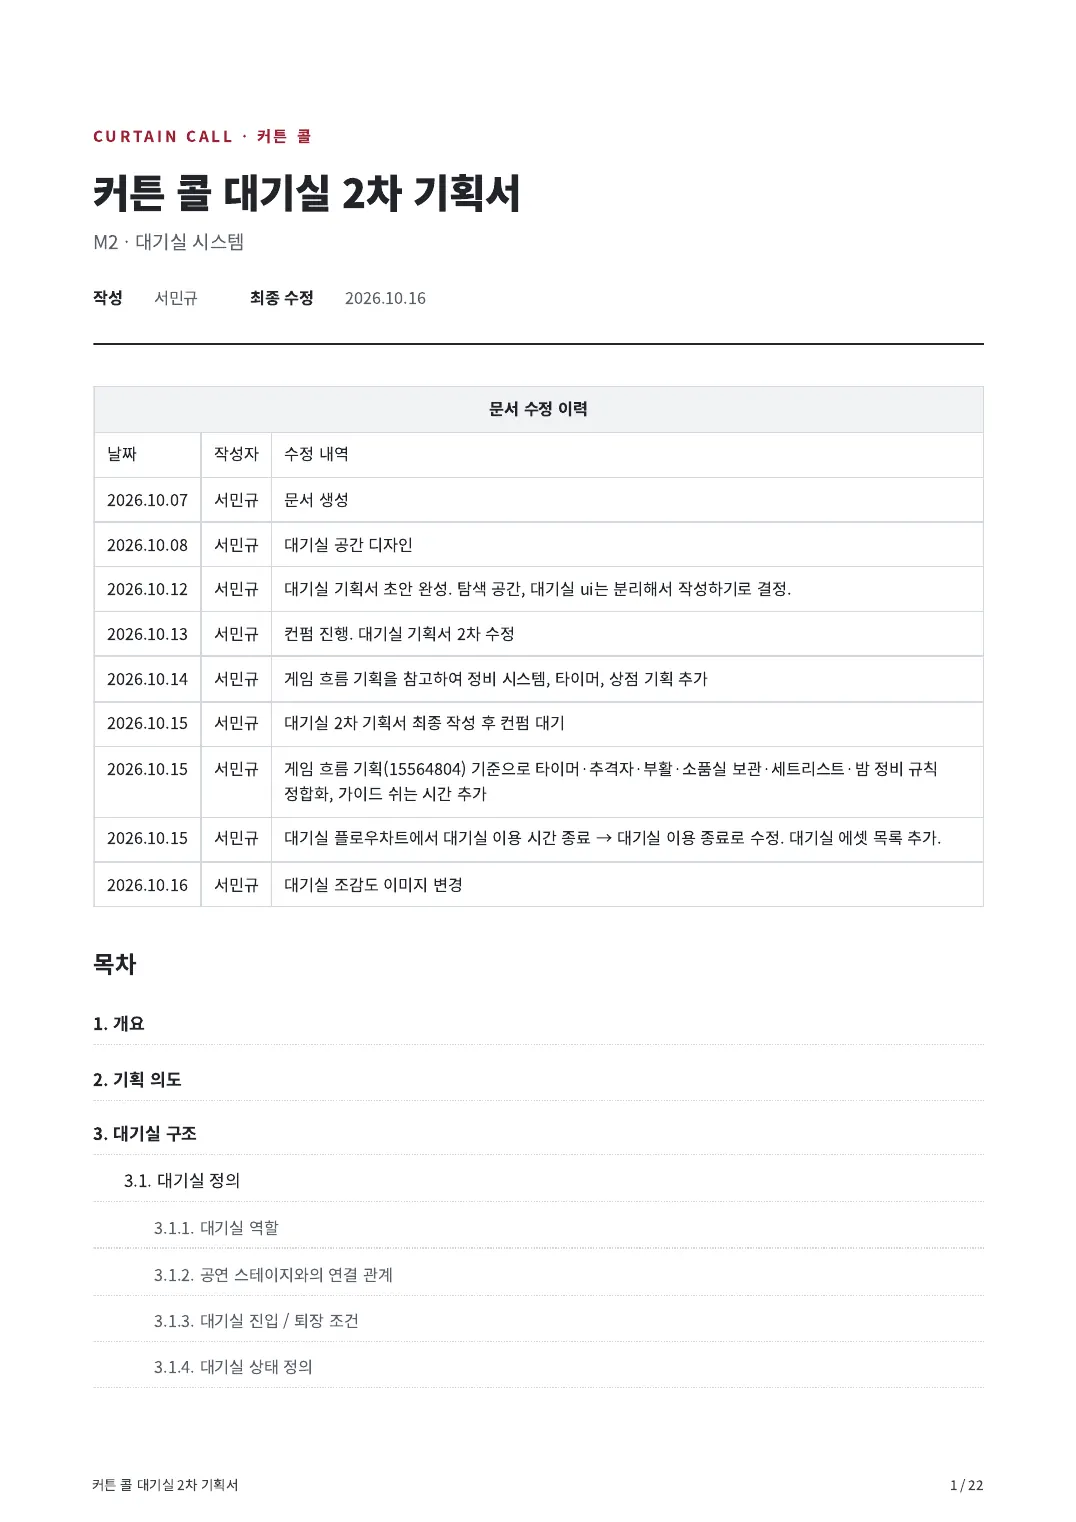 CURTAIN CALL · 커튼 콜
커튼 콜 대기실 2차 기획서
M2 · 대기실 시스템
작성 서민규 최종 수정 2026.10.16
문서 수정 이력
날짜 작성자 수정 내역
2026.10.07 서민규 문서 생성
2026.10.08 서민규 대기실 공간 디자인
2026.10.12 서민규 대기실 기획서 초안 완성. 탐색 공간, 대기실 ui는 분리해서 작성하기로 결정.
2026.10.13 서민규 컨펌 진행. 대기실 기획서 2차 수정
2026.10.14 서민규 게임 흐름 기획을 참고하여 정비 시스템, 타이머, 상점 기획 추가
2026.10.15 서민규 대기실 2차 기획서 최종 작성 후 컨펌 대기
2026.10.15 서민규 게임 흐름 기획(15564804) 기준으로 타이머·추격자·부활·소품실 보관·세트리스트·밤 정비 규칙
정합화, 가이드 쉬는 시간 추가
2026.10.15 서민규 대기실 플로우차트에서 대기실 이용 시간 종료 → 대기실 이용 종료로 수정. 대기실 에셋 목록 추가.
2026.10.16 서민규 대기실 조감도 이미지 변경
목차
1. 개요
2. 기획 의도
3. 대기실 구조
3.1. 대기실 정의
3.1.1. 대기실 역할
3.1.2. 공연 스테이지와의 연결 관계
3.1.3. 대기실 진입 / 퇴장 조건
3.1.4. 대기실 상태 정의
커튼 콜 대기실 2차 기획서 1 / 22